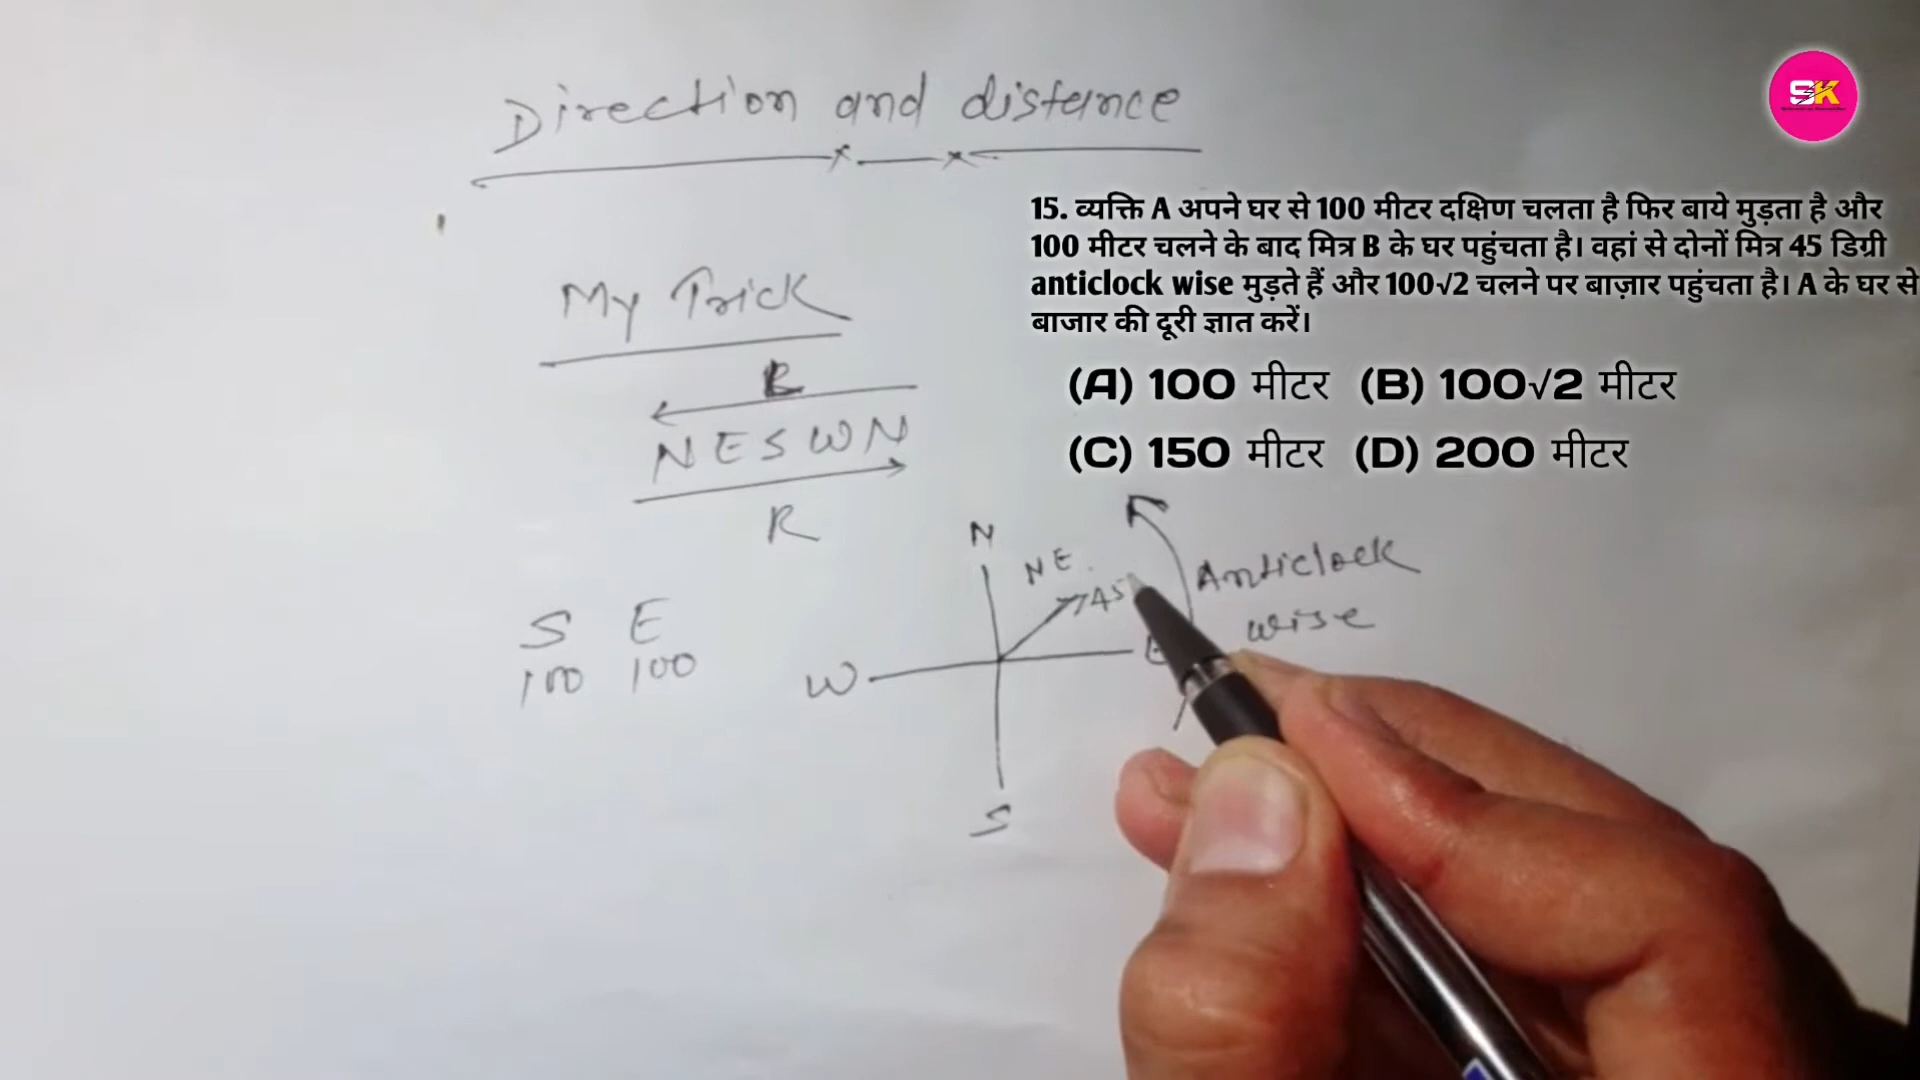 Direction and distance
SK
15. व्यक्ति A अपने घर से 100 मीटर दक्षिण चलता है फिर बाये मुड़ता है और
100 मीटर चलने के बाद मित्र B के घर पहुंचता है। वहां से दोनों मित्र 45 डिग्री
anticlock wise मुड़ते हैं और 100√2 चलने पर बाज़ार पहुंचता है। A के घर से
बाजार की दूरी ज्ञात करें।
(A) 100 मीटर (B) 100√2 मीटर
(C) 150 मीटर (D) 200 मीटर
My Trick
N E S W N
R
S E
100 100
N
NE
45
Anticlock
wise
W
E
S